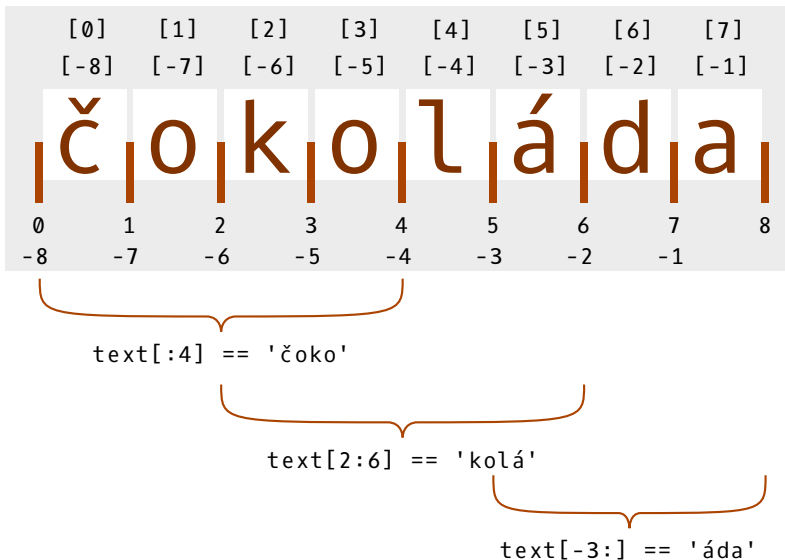 [0] [1] [2] [3] [4] [5] [6] [7]
[-8] [-7] [-6] [-5] [-4] [-3] [-2] [-1]
čokoláda
0 1 2 3 4 5 6 7 8
-8 -7 -6 -5 -4 -3 -2 -1
text[:4] == 'čoko'
text[2:6] == 'kolá'
text[-3:] == 'áda'